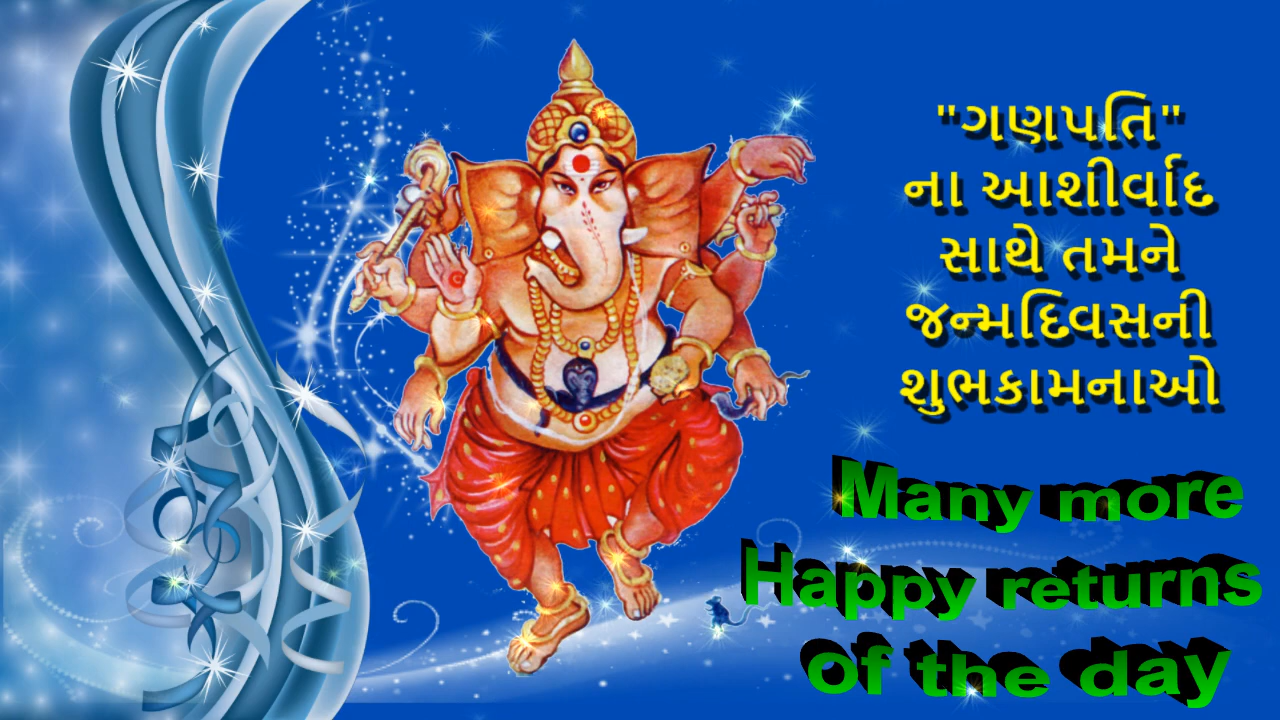 "ગણપતિ"
ના આશીર્વાદ
સાથે તમને
જન્મદિવસની
શુભકામનાઓ
Many more
Happy returns
of the day